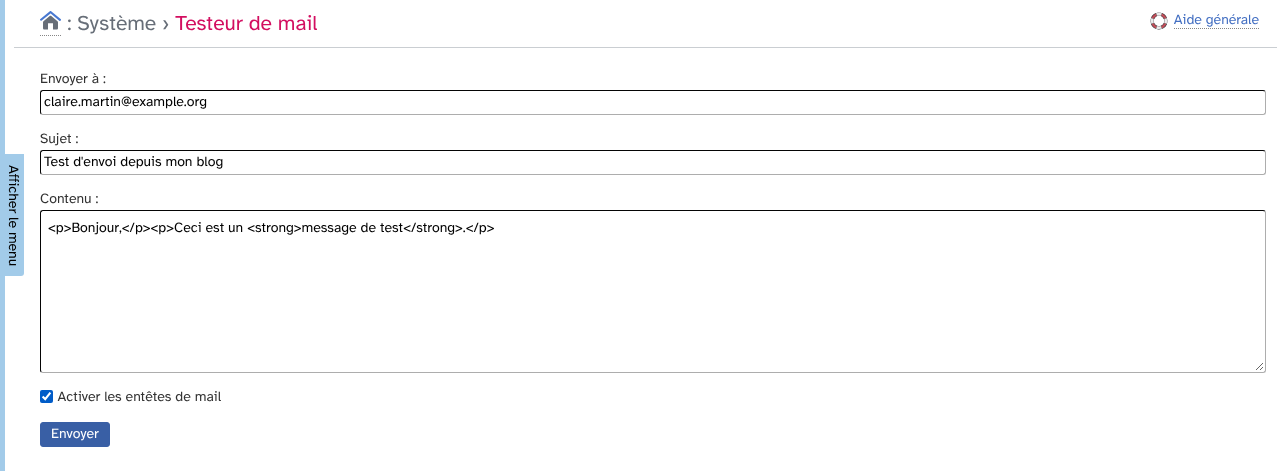 : Système › Testeur de mail
Aide générale
Envoyer à :
claire.martin@example.org
Sujet :
Test d'envoi depuis mon blog
Afficher le menu
Contenu :
<p>Bonjour,</p><p>Ceci est un <strong>message de test</strong>.</p>
Activer les entêtes de mail
Envoyer